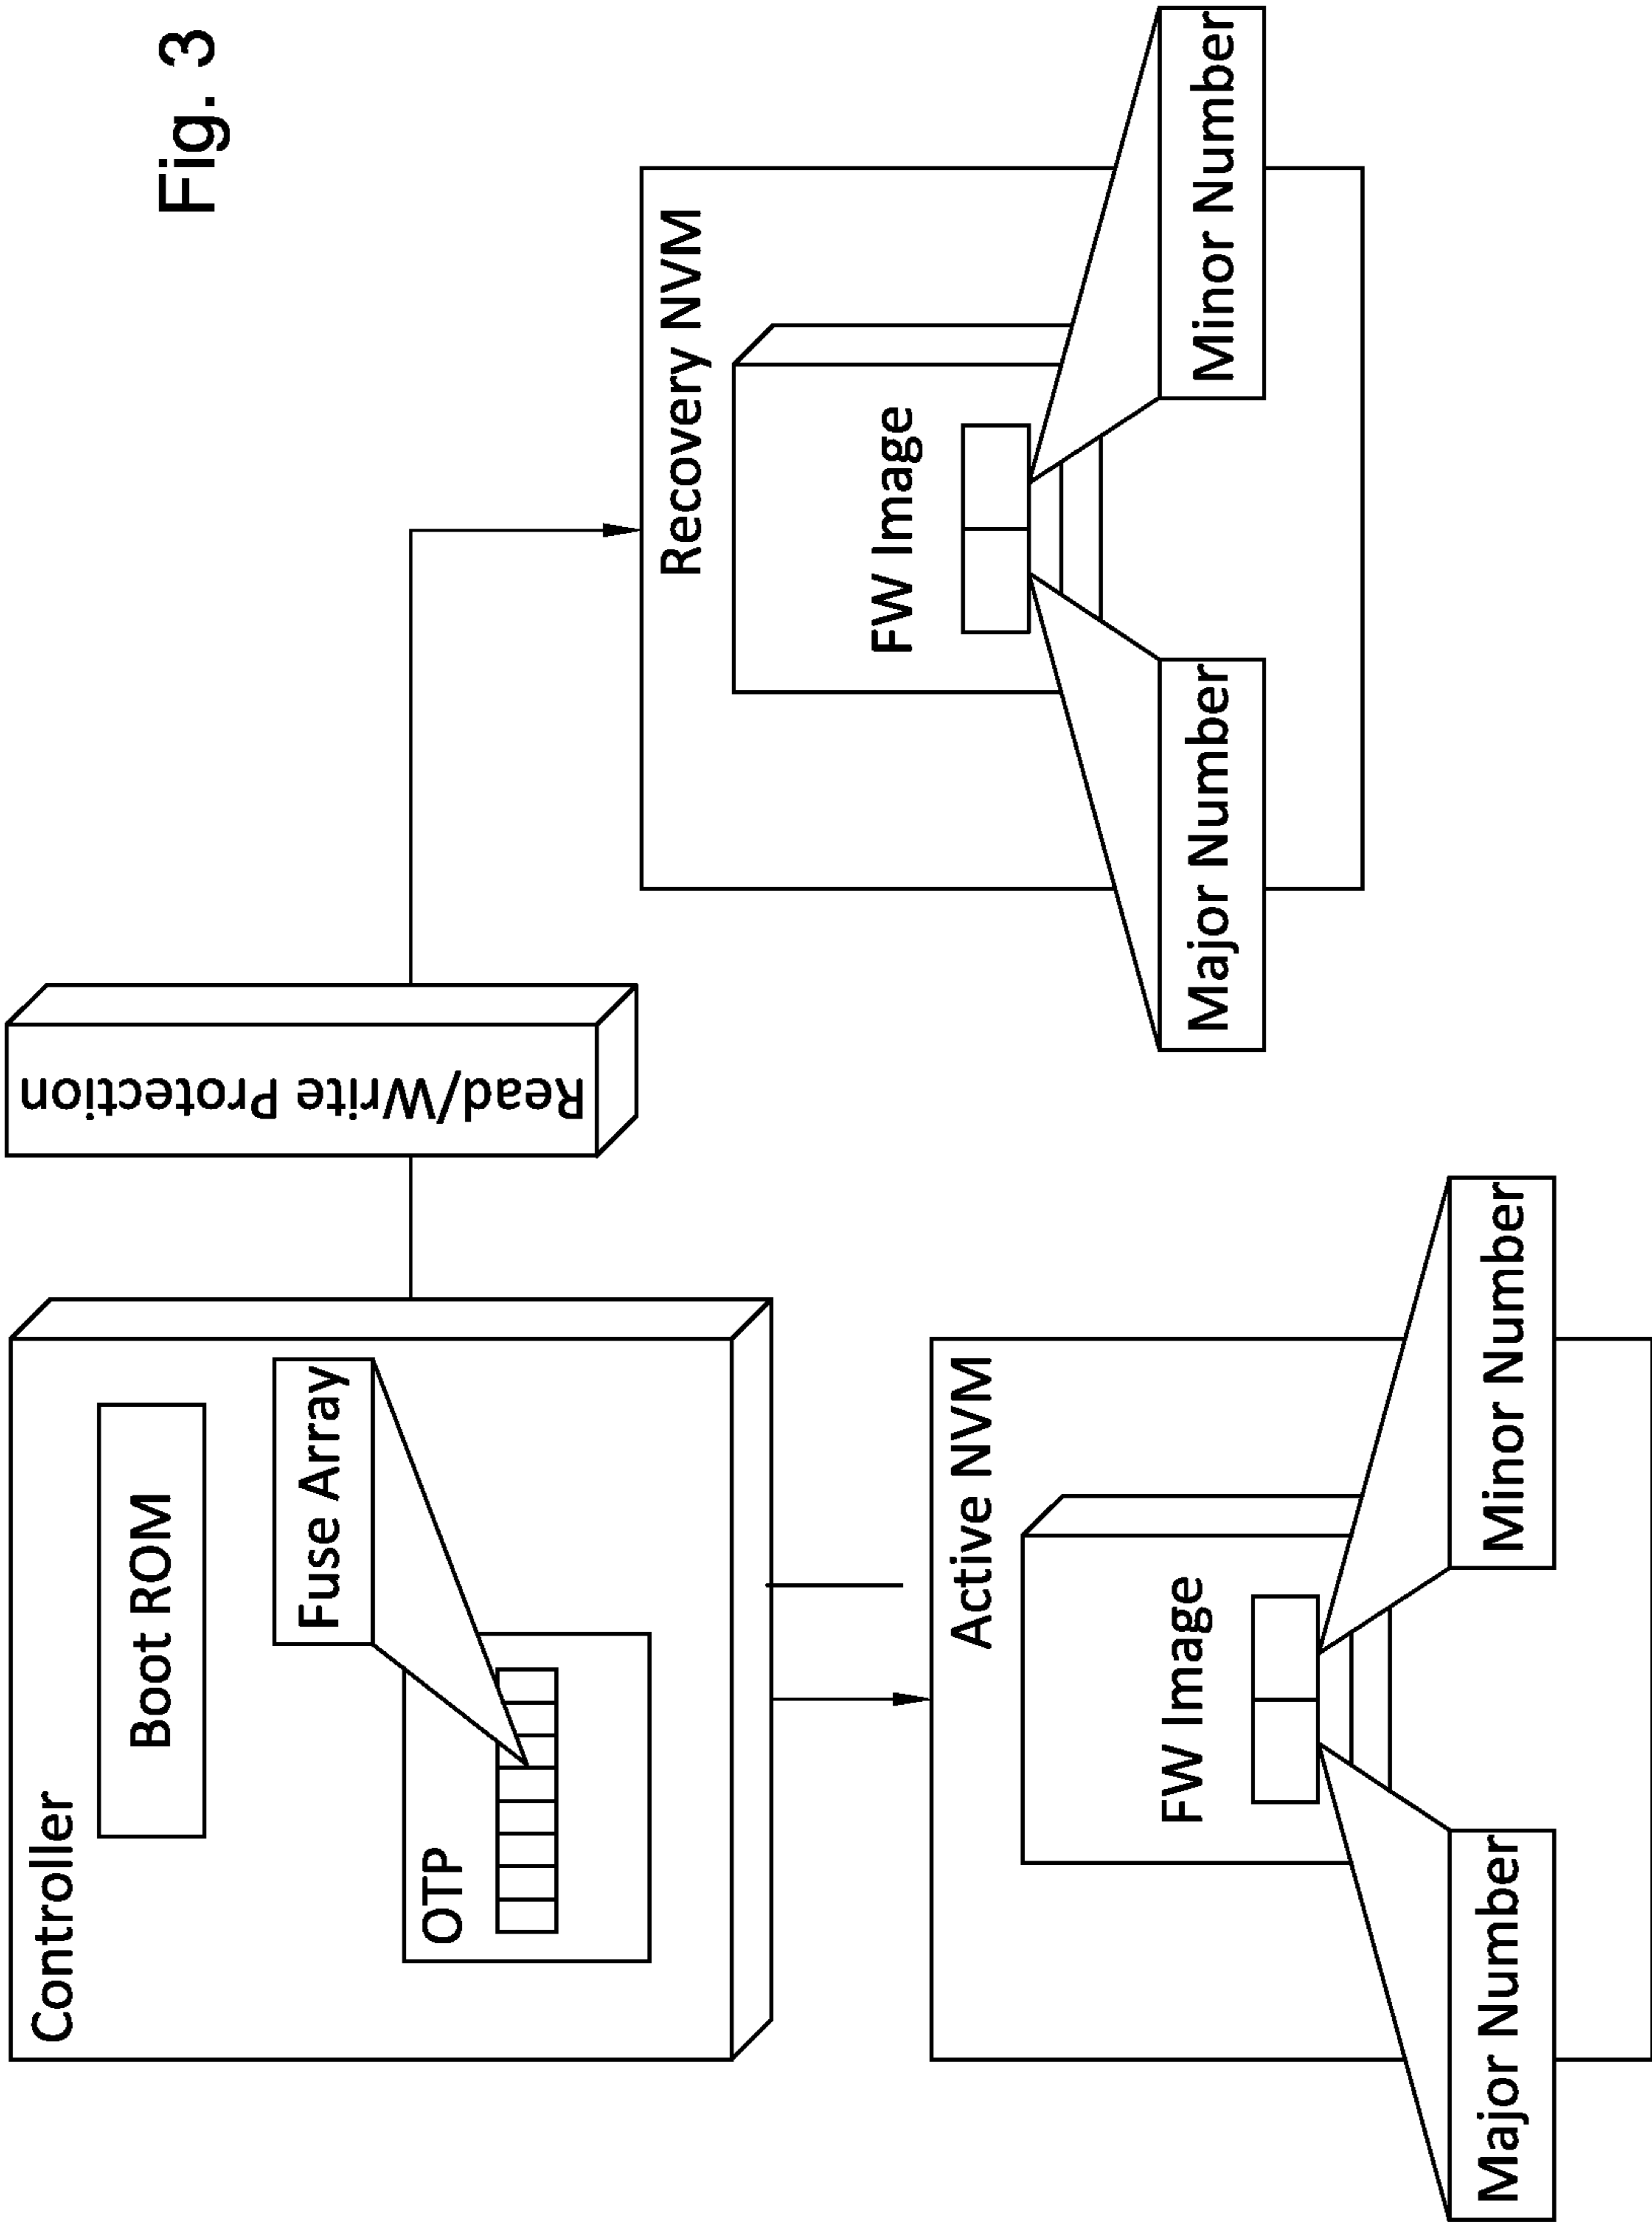 Fig. 3
Controller
Boot ROM
Fuse Array
OTP
Read/Write Protection
Recovery NVM
FW Image
Major Number
Minor Number
Active NVM
FW Image
Major Number
Minor Number